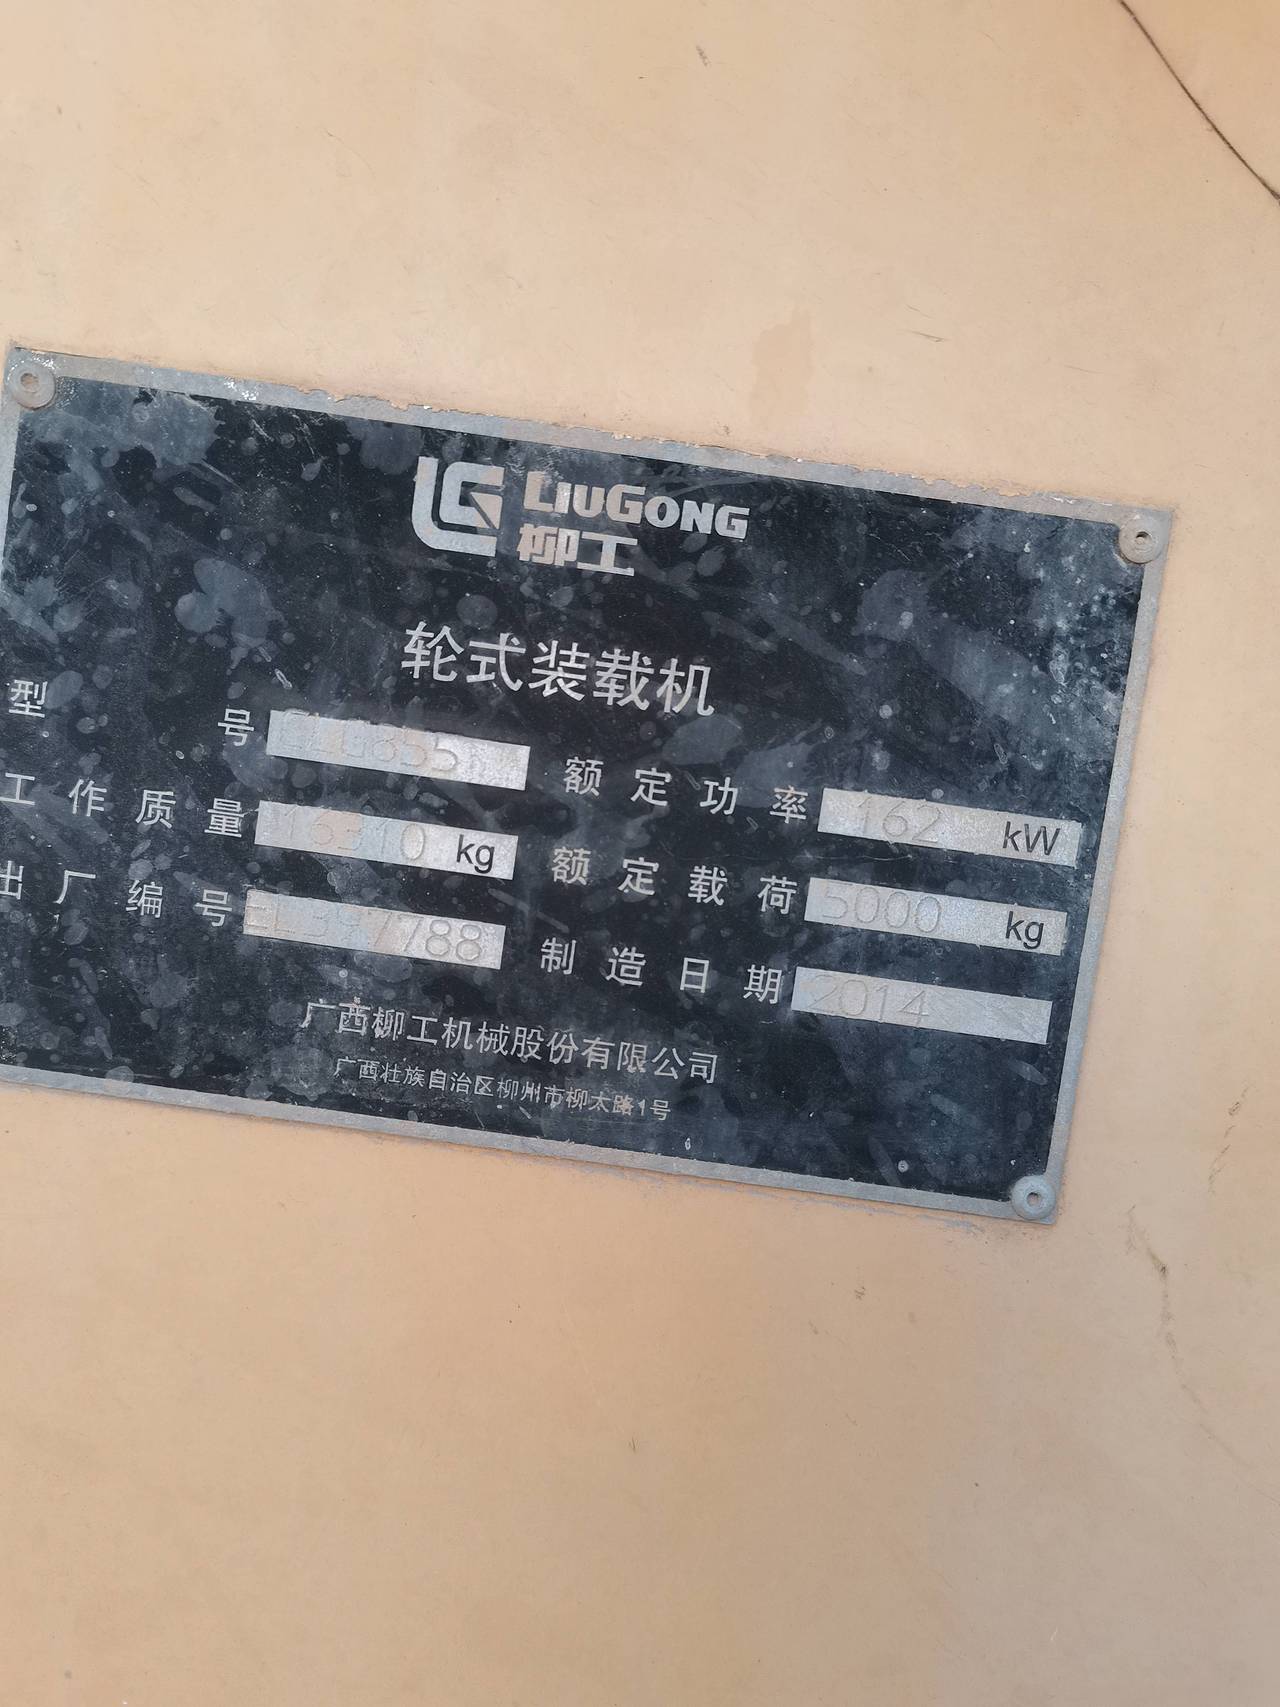 LIUGONG
柳工
轮式装载机
型 号 CLG855 额定功率 162 kW
工作质量 16510 kg 额定载荷 5000 kg
出厂编号 制造日期 2014
广西柳工机械股份有限公司
广西壮族自治区柳州市柳太路1号